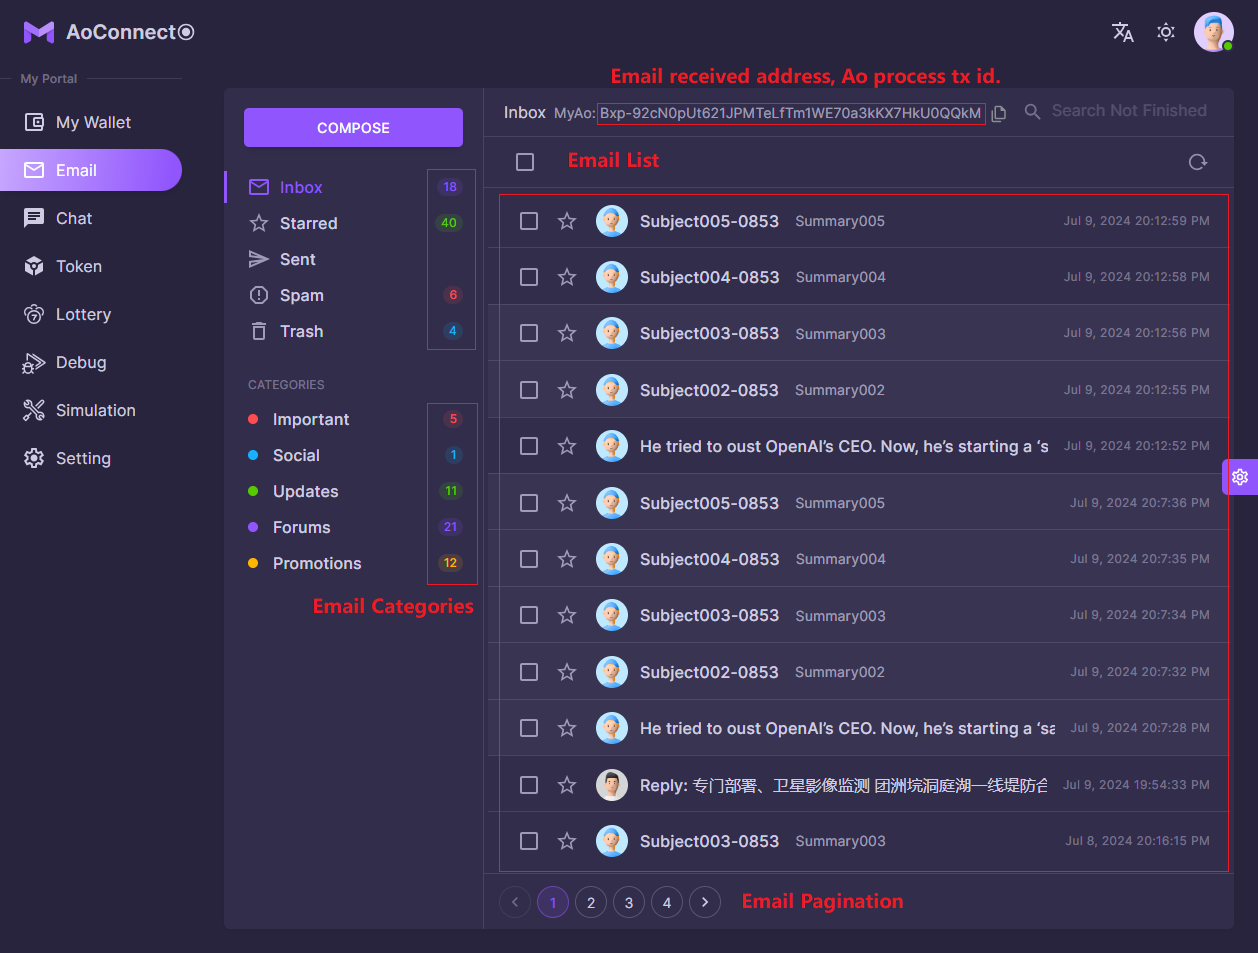 AoConnect
My Portal
My Wallet
Email
Chat
Token
Lottery
Debug
Simulation
Setting
COMPOSE
Inbox 18
Starred 40
Sent
Spam 6
Trash 4
CATEGORIES
Important 5
Social 1
Updates 11
Forums 21
Promotions 12
Email Categories
Email received address, Ao process tx id.
Inbox MyAo: Bxp-92cN0pUt621JPMTeLfTm1WE70a3kKX7HkU0QQkM Search Not Finished
Email List
Subject005-0853 Summary005 Jul 9, 2024 20:12:59 PM
Subject004-0853 Summary004 Jul 9, 2024 20:12:58 PM
Subject003-0853 Summary003 Jul 9, 2024 20:12:56 PM
Subject002-0853 Summary002 Jul 9, 2024 20:12:55 PM
He tried to oust OpenAI’s CEO. Now, he’s starting a ‘s Jul 9, 2024 20:12:52 PM
Subject005-0853 Summary005 Jul 9, 2024 20:7:36 PM
Subject004-0853 Summary004 Jul 9, 2024 20:7:35 PM
Subject003-0853 Summary003 Jul 9, 2024 20:7:34 PM
Subject002-0853 Summary002 Jul 9, 2024 20:7:32 PM
He tried to oust OpenAI’s CEO. Now, he’s starting a ‘sa Jul 9, 2024 20:7:28 PM
Reply: 专门部署、卫星影像监测 团洲垸洞庭湖一线堤防合 Jul 9, 2024 19:54:33 PM
Subject003-0853 Summary003 Jul 8, 2024 20:16:15 PM
1 2 3 4 Email Pagination